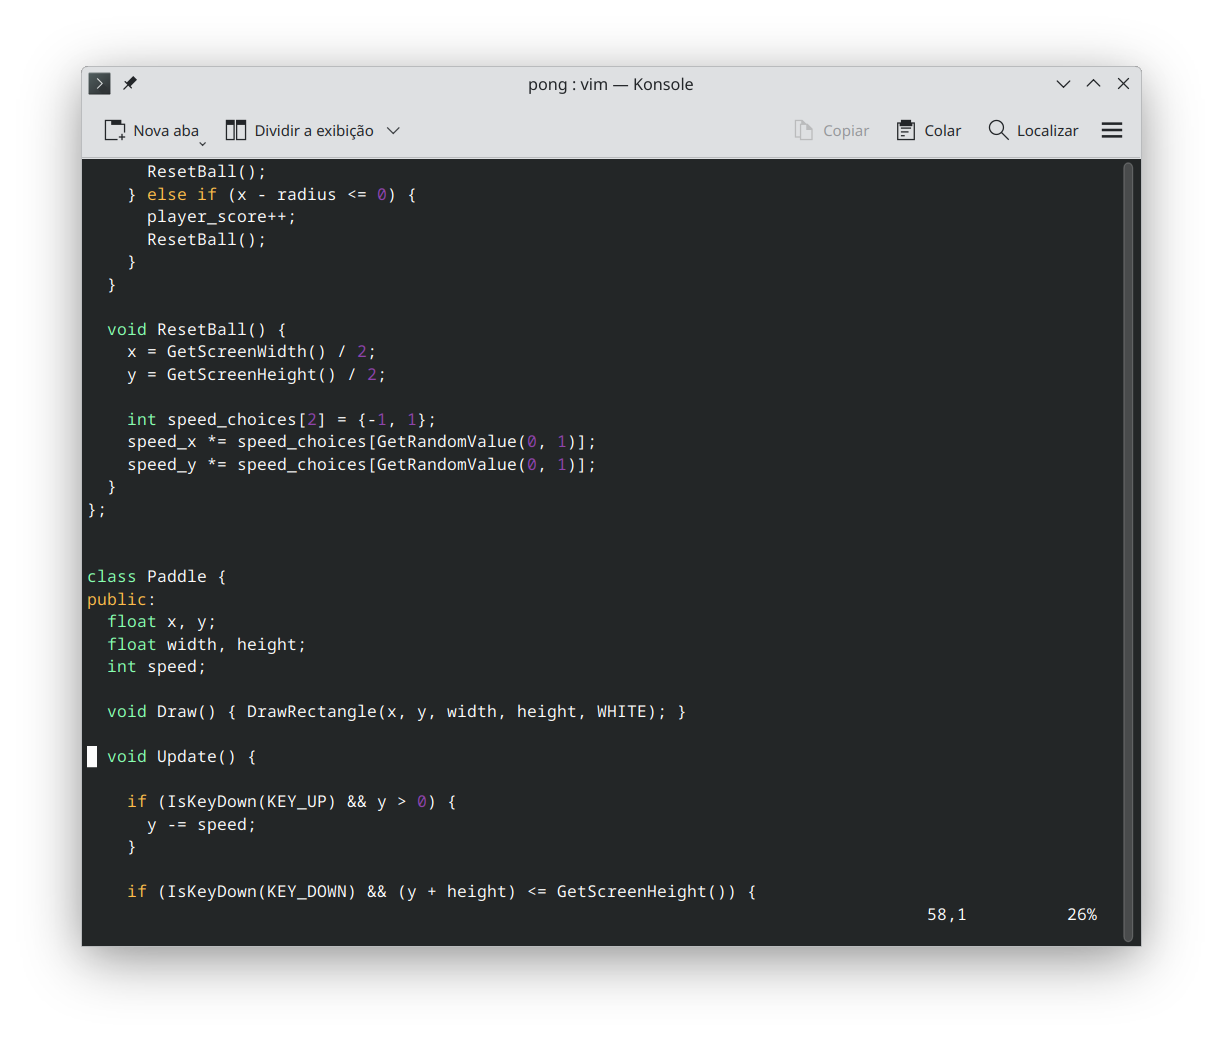 pong : vim — Konsole
Nova aba Dividir a exibição Copiar Colar Localizar
      ResetBall();
    } else if (x - radius <= 0) {
      player_score++;
      ResetBall();
    }
  }

  void ResetBall() {
    x = GetScreenWidth() / 2;
    y = GetScreenHeight() / 2;

    int speed_choices[2] = {-1, 1};
    speed_x *= speed_choices[GetRandomValue(0, 1)];
    speed_y *= speed_choices[GetRandomValue(0, 1)];
  }
};


class Paddle {
public:
  float x, y;
  float width, height;
  int speed;

  void Draw() { DrawRectangle(x, y, width, height, WHITE); }

  void Update() {

    if (IsKeyDown(KEY_UP) && y > 0) {
      y -= speed;
    }

    if (IsKeyDown(KEY_DOWN) && (y + height) <= GetScreenHeight()) {
58,1 26%